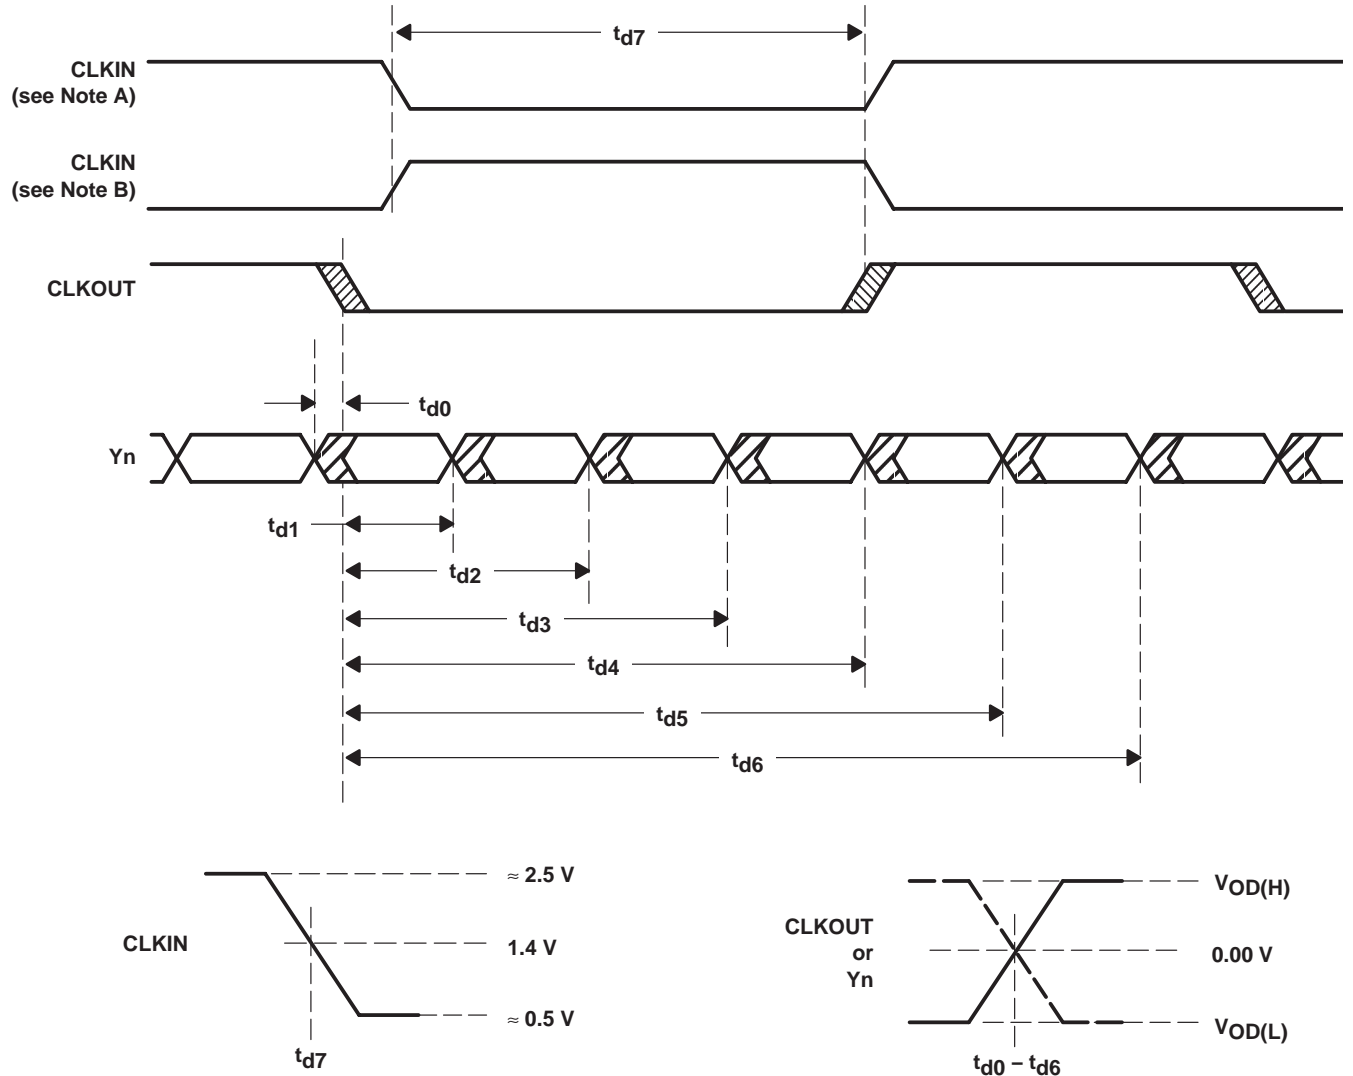 td7
CLKIN
(see Note A)
CLKIN
(see Note B)
CLKOUT
td0
Yn
td1
td2
td3
td4
td5
td6
≈ 2.5 V
CLKIN
1.4 V
≈ 0.5 V
td7
VOD(H)
CLKOUT
or
Yn
0.00 V
VOD(L)
td0 – td6